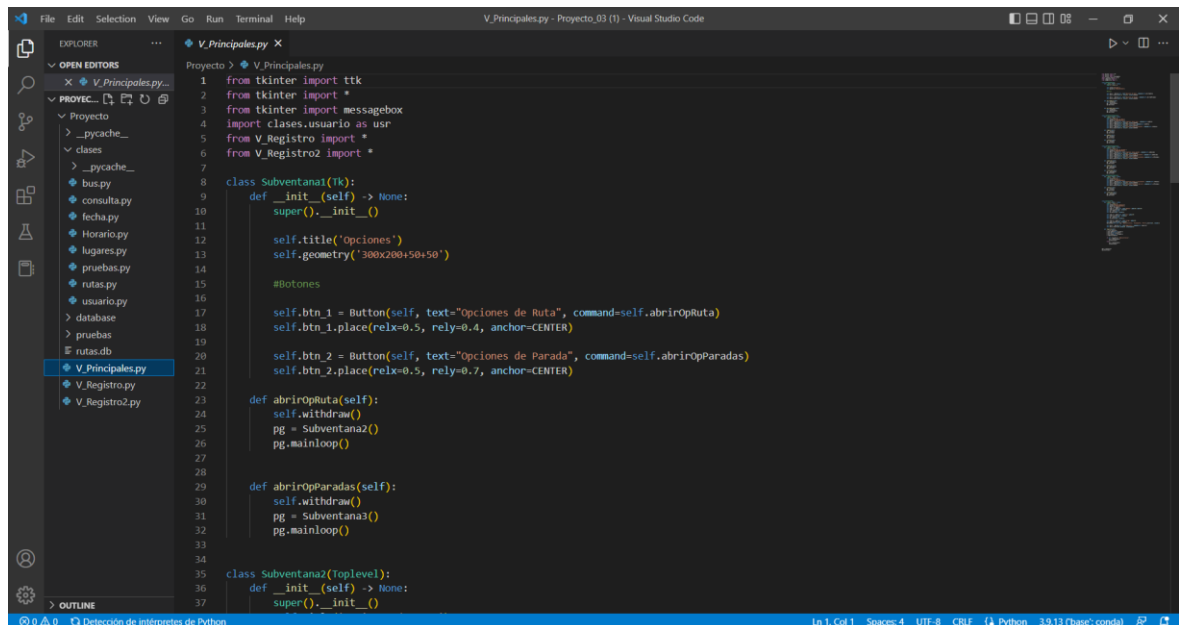 File Edit Selection View Go Run Terminal Help V_Principales.py - Proyecto_03 (1) - Visual Studio Code
EXPLORER ···
OPEN EDITORS
V_Principales.py...
PROYEC...
Proyecto
__pycache__
clases
__pycache__
bus.py
consulta.py
fecha.py
Horario.py
lugares.py
pruebas.py
rutas.py
usuario.py
database
pruebas
rutas.db
V_Principales.py
V_Registro.py
V_Registro2.py
OUTLINE
V_Principales.py
Proyecto > V_Principales.py
1 from tkinter import ttk
2 from tkinter import *
3 from tkinter import messagebox
4 import clases.usuario as usr
5 from V_Registro import *
6 from V_Registro2 import *
7
8 class Subventana1(Tk):
9 def __init__(self) -> None:
10 super().__init__()
11
12 self.title('Opciones')
13 self.geometry('300x200+50+50')
14
15 #Botones
16
17 self.btn_1 = Button(self, text="Opciones de Ruta", command=self.abrirOpRuta)
18 self.btn_1.place(relx=0.5, rely=0.4, anchor=CENTER)
19
20 self.btn_2 = Button(self, text="Opciones de Parada", command=self.abrirOpParadas)
21 self.btn_2.place(relx=0.5, rely=0.7, anchor=CENTER)
22
23 def abrirOpRuta(self):
24 self.withdraw()
25 pg = Subventana2()
26 pg.mainloop()
27
28
29 def abrirOpParadas(self):
30 self.withdraw()
31 pg = Subventana3()
32 pg.mainloop()
33
34
35 class Subventana2(Toplevel):
36 def __init__(self) -> None:
37 super().__init__()
0 0 Detección de intérpretes de Python Ln 1, Col 1 Spaces: 4 UTF-8 CRLF Python 3.9.13 ('base': conda)